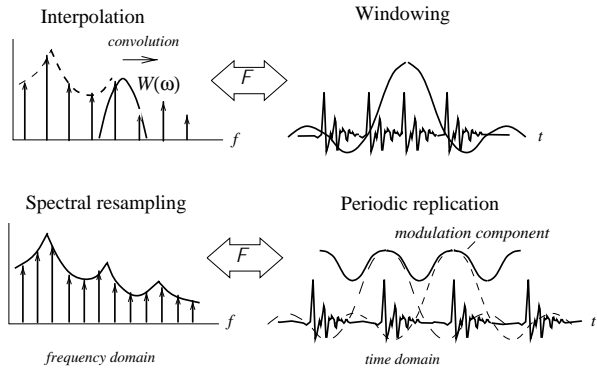 Interpolation
Windowing
convolution
W(ω)
F
f
t
Spectral resampling
Periodic replication
modulation component
F
f
t
frequency domain
time domain